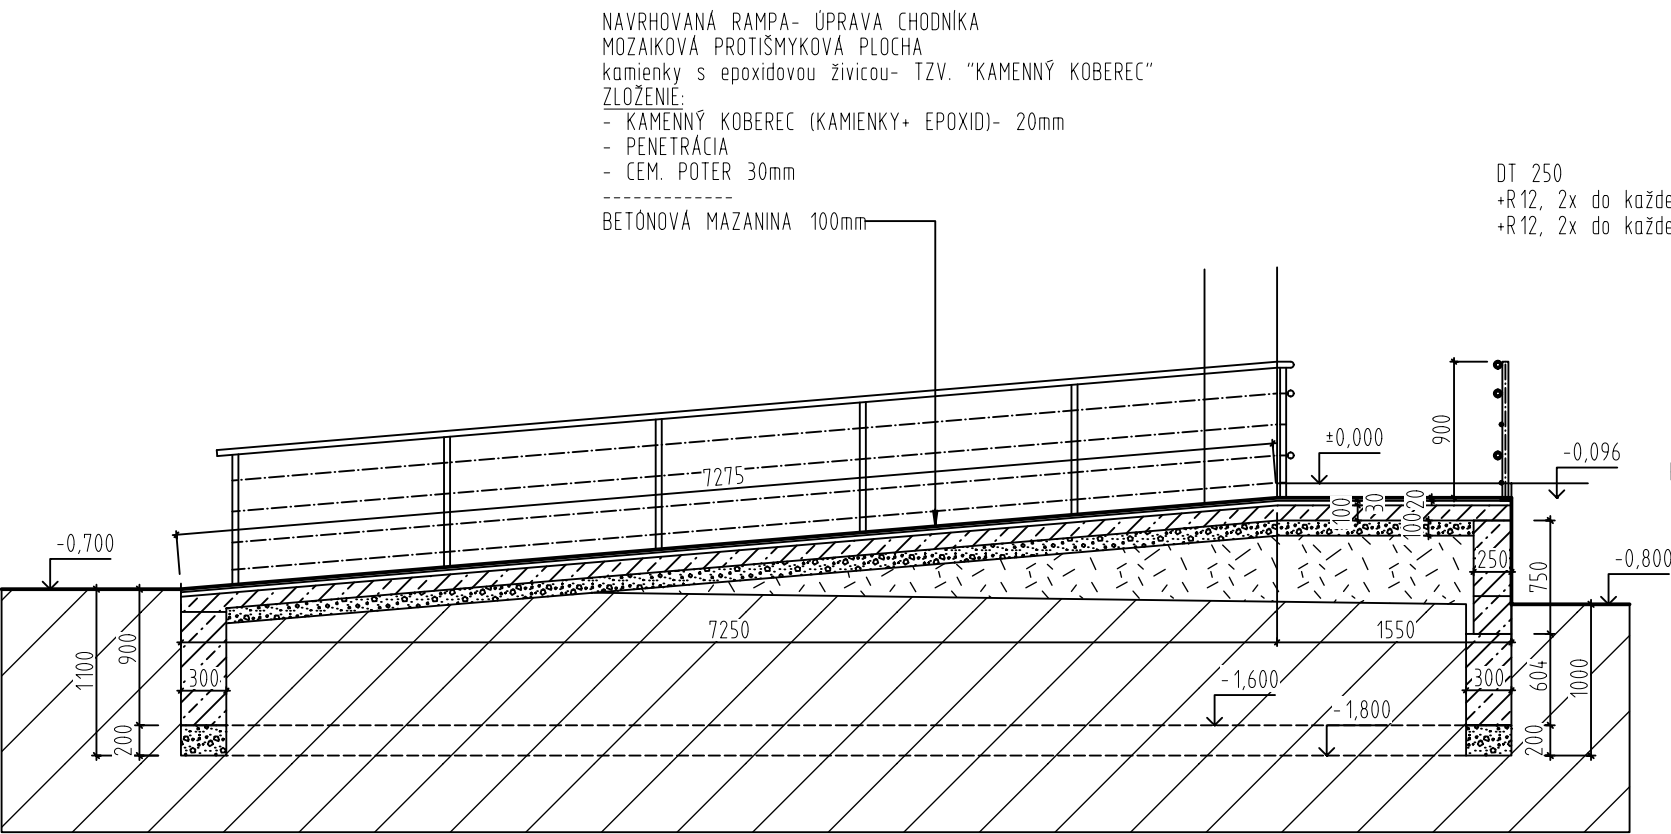 NAVRHOVANÁ RAMPA- ÚPRAVA CHODNÍKA
MOZAIKOVÁ PROTIŠMYKOVÁ PLOCHA
kamienky s epoxidovou živicou- TZV. "KAMENNÝ KOBEREC"
ZLOŽENIE:
- KAMENNÝ KOBEREC (KAMIENKY+ EPOXID)- 20mm
- PENETRÁCIA
- CEM. POTER 30mm
-------------
BETÓNOVÁ MAZANINA 100mm
DT 250
+R12, 2x do každe
+R12, 2x do každe
±0,000
900
-0,096
7275
100
30
20
100
-0,700
250
750
-0,800
7250
1550
1100
900
300
300
604
1000
-1,600
-1,800
200
200